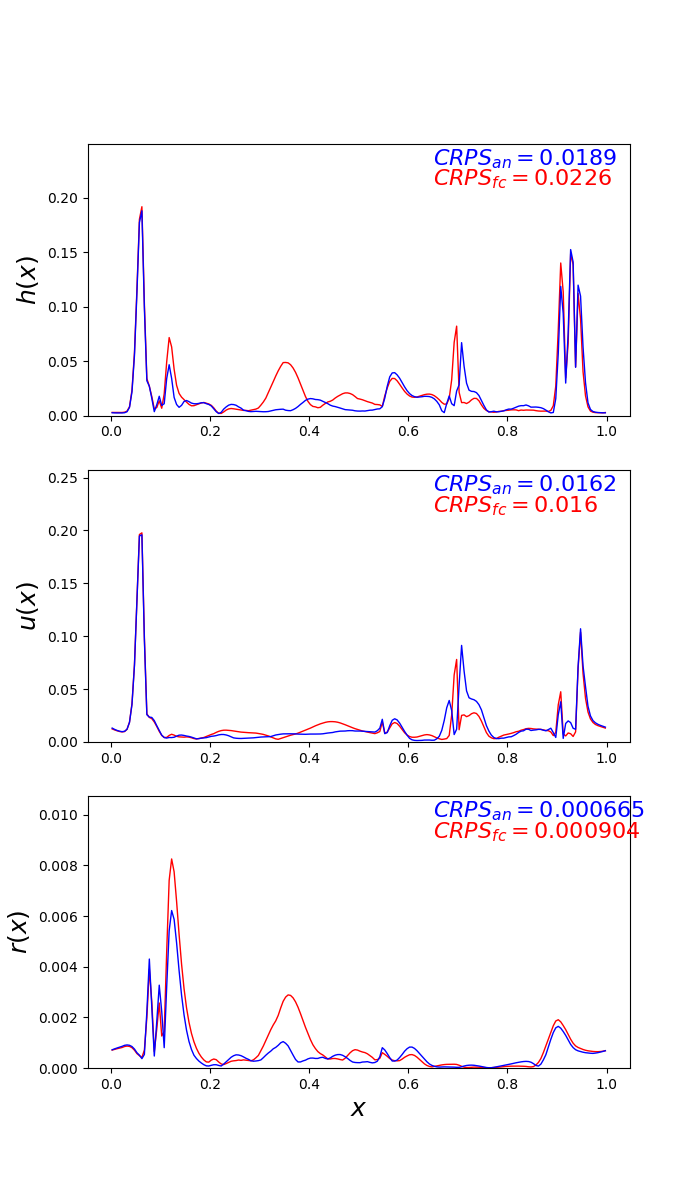 CRPS_an = 0.0189
CRPS_fc = 0.0226
h(x)
0.20
0.15
0.10
0.05
0.00
0.0 0.2 0.4 0.6 0.8 1.0
CRPS_an = 0.0162
CRPS_fc = 0.016
u(x)
0.25
0.20
0.15
0.10
0.05
0.00
0.0 0.2 0.4 0.6 0.8 1.0
CRPS_an = 0.000665
CRPS_fc = 0.000904
r(x)
0.010
0.008
0.006
0.004
0.002
0.000
0.0 0.2 0.4 0.6 0.8 1.0
x